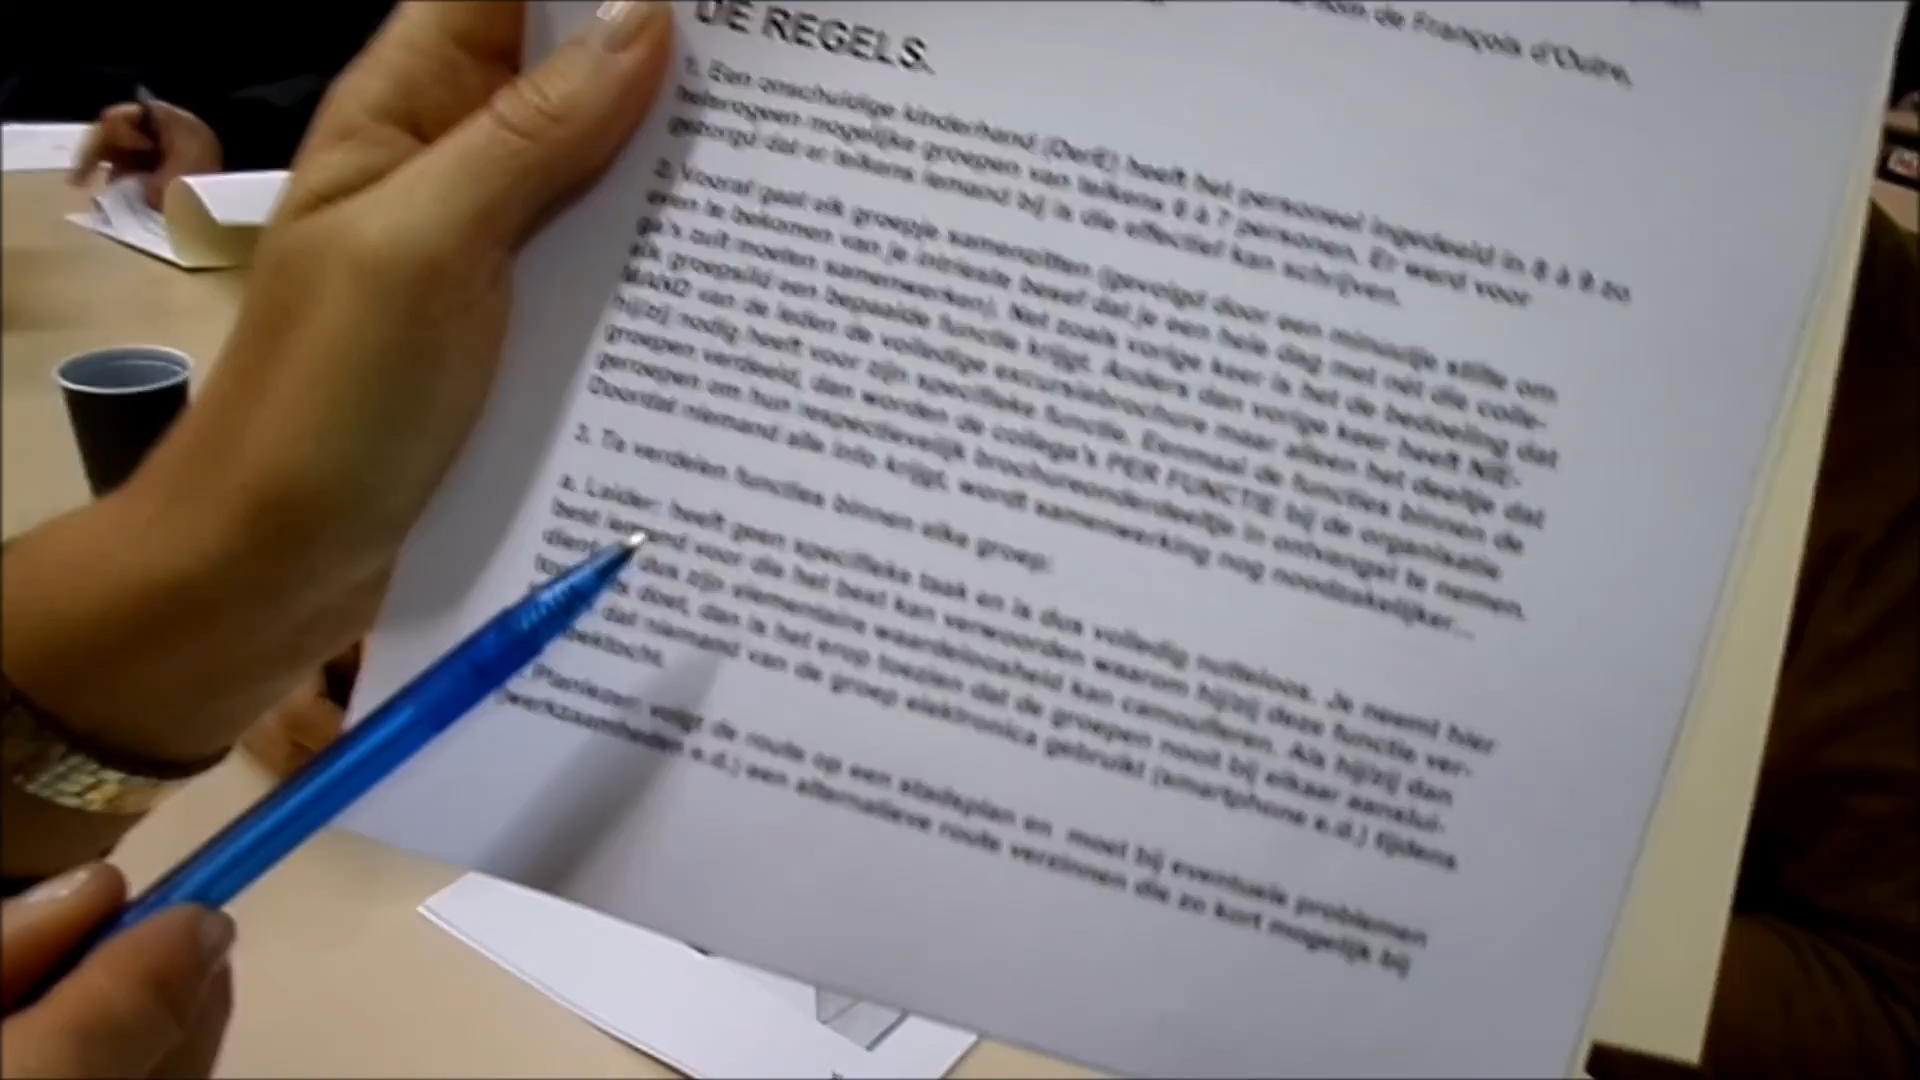 nom de François d'Outre,
DE REGELS.
1. Een onschuldige kinderhand (DerE) heeft het personeel ingedeeld in 8 à 9 zo
heterogeen mogelijke groepen van telkens 6 à 7 personen. Er werd voor
gezorgd dat er telkens iemand bij is die effectief kan schrijven.
2. Vooraf gaat elk groepje samenzitten (gevolgd door een minuutje stilte om
even te bekomen van je intrieste besef dat je een hele dag met nét die colle-
ga's zult moeten samenwerken). Net zoals vorige keer is het de bedoeling dat
elk groepslid een bepaalde functie krijgt. Anders dan vorige keer heeft NIE-
MAND van de leden de volledige excursiebrochure maar alleen het deeltje dat
hij/zij nodig heeft voor zijn specifieke functie. Eenmaal de functies binnen de
groepen verdeeld, dan worden de collega's PER FUNCTIE bij de organisatie
geroepen om hun respectievelijk brochureonderdeeltje in ontvangst te nemen.
Doordat niemand alle info krijgt, wordt samenwerking nog noodzakelijker...
3. Te verdelen functies binnen elke groep:
a. Leider: heeft geen specifieke taak en is dus volledig nutteloos. Je neemt hier
best iemand voor die het best kan verwoorden waarom hij/zij deze functie ver-
dient dus zijn elementaire waardeloosheid kan camoufleren. Als hij/zij dan
zoet, dan is het erop toezien dat de groepen nooit bij elkaar aanslui-
dat niemand van de groep elektronica gebruikt (smartphone e.d.) tijdens
zoektocht.
Planlezer: volgt de route op een stadsplan en moet bij eventuele problemen
(werkzaamheden e.d.) een alternatieve route verzinnen die zo kort mogelijk bij